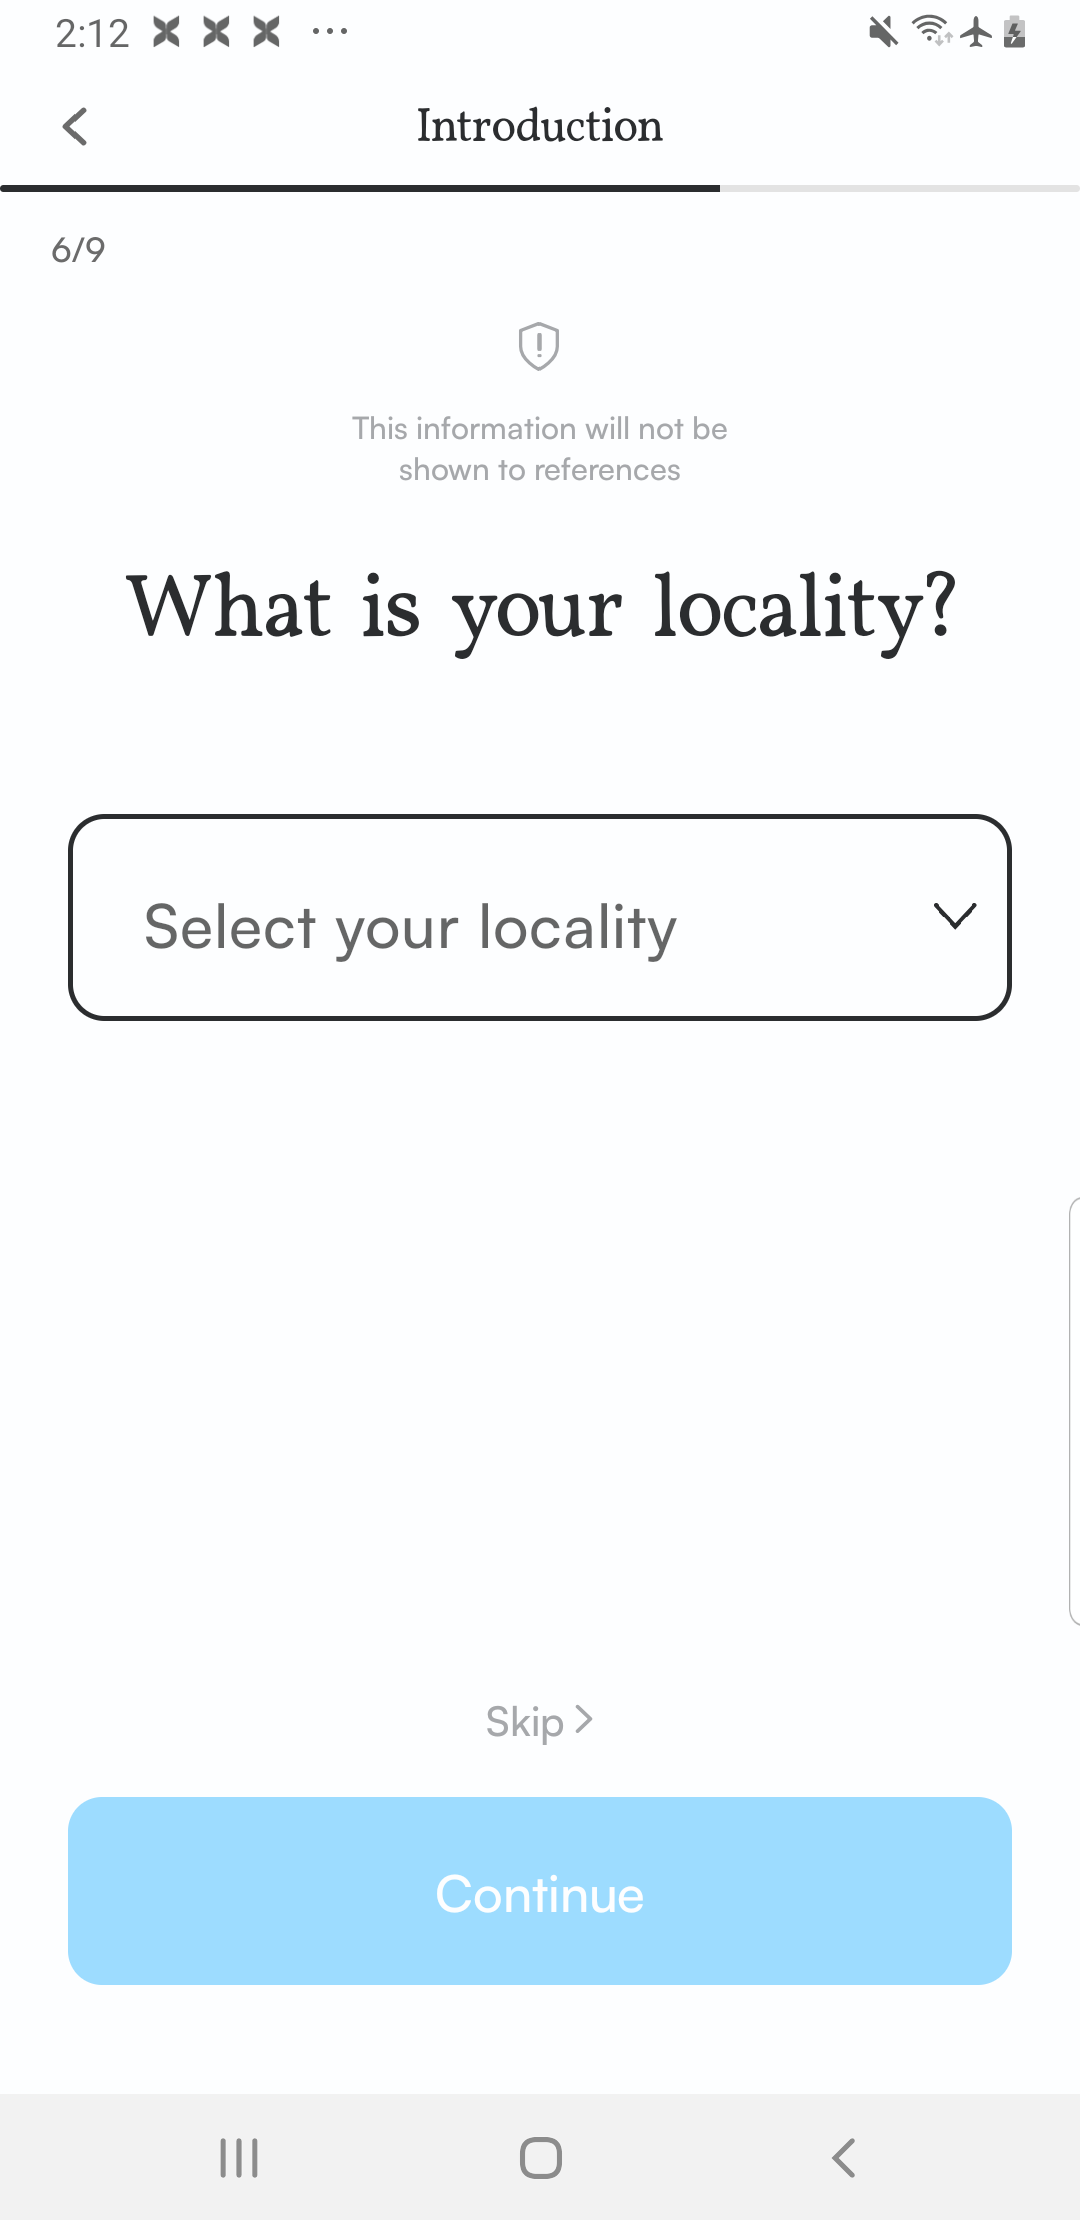 2:12
Introduction
6/9
This information will not be
shown to references
What is your locality?
Select your locality
Skip
Continue